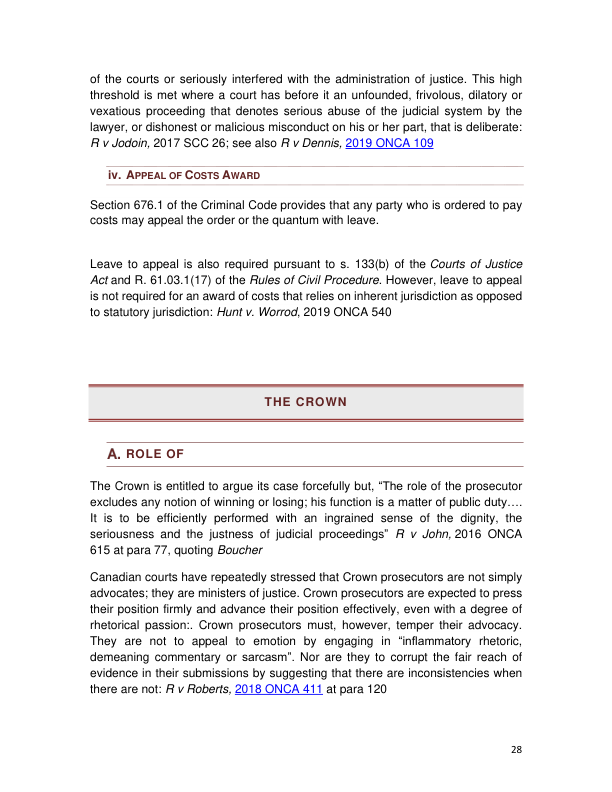 of the courts or seriously interfered with the administration of justice. This high
threshold is met where a court has before it an unfounded, frivolous, dilatory or
vexatious proceeding that denotes serious abuse of the judicial system by the
lawyer, or dishonest or malicious misconduct on his or her part, that is deliberate:
R v Jodoin, 2017 SCC 26; see also R v Dennis, 2019 ONCA 109
iv. APPEAL OF COSTS AWARD
Section 676.1 of the Criminal Code provides that any party who is ordered to pay
costs may appeal the order or the quantum with leave.
Leave to appeal is also required pursuant to s. 133(b) of the Courts of Justice
Act and R. 61.03.1(17) of the Rules of Civil Procedure. However, leave to appeal
is not required for an award of costs that relies on inherent jurisdiction as opposed
to statutory jurisdiction: Hunt v. Worrod, 2019 ONCA 540
THE CROWN
A. ROLE OF
The Crown is entitled to argue its case forcefully but, “The role of the prosecutor
excludes any notion of winning or losing; his function is a matter of public duty….
It is to be efficiently performed with an ingrained sense of the dignity, the
seriousness and the justness of judicial proceedings” R v John, 2016 ONCA
615 at para 77, quoting Boucher
Canadian courts have repeatedly stressed that Crown prosecutors are not simply
advocates; they are ministers of justice. Crown prosecutors are expected to press
their position firmly and advance their position effectively, even with a degree of
rhetorical passion:. Crown prosecutors must, however, temper their advocacy.
They are not to appeal to emotion by engaging in “inflammatory rhetoric,
demeaning commentary or sarcasm”. Nor are they to corrupt the fair reach of
evidence in their submissions by suggesting that there are inconsistencies when
there are not: R v Roberts, 2018 ONCA 411 at para 120
28